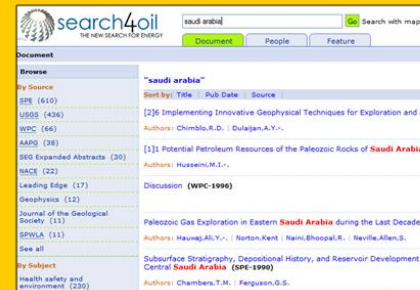 search4oil
THE NEW SEARCH FOR ENERGY
saudi arabia
Go Search with map
Document People Feature
Document
Browse
By Source
SPE (610)
USGS (436)
WPC (66)
AAPG (38)
SEG Expanded Abstracts (30)
NACE (22)
Leading Edge (17)
Geophysics (12)
Journal of the Geological
Society (11)
SPWLA (11)
See all
By Subject
Health safety and
environment (230)
"saudi arabia"
Sort by: Title | Pub Date | Source
[2]6 Implementing Innovative Geophysical Techniques for Exploration and
Authors: Chimblo,R.D. | Dulaijan,A.Y.-.
[1]1 Potential Petroleum Resources of the Paleozoic Rocks of Saudi Arabia
Authors: Husseini,M.I.-.
Discussion (WPC-1996)
Paleozoic Gas Exploration in Eastern Saudi Arabia during the Last Decade
Authors: Hauwaj,Ali,Y.-. | Norton,Kent | Naini,Bhoopal,R. | Neville,Allen,S.
Subsurface Stratigraphy, Depositional History, and Reservoir Development
Central Saudi Arabia (SPE-1990)
Authors: Chambers,T.M. | Ferguson,G.S.